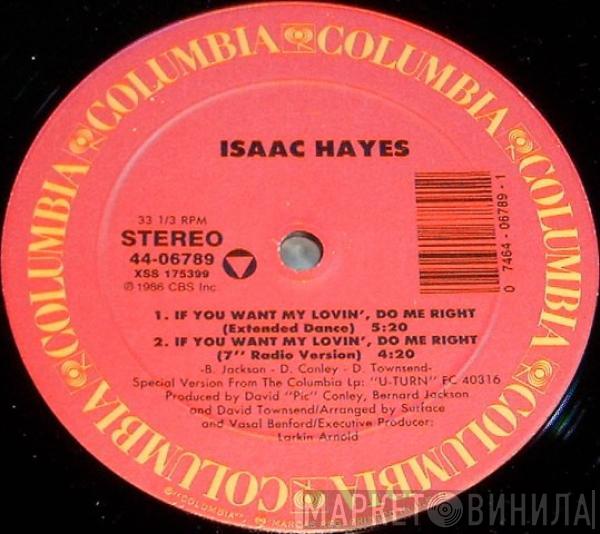 COLUMBIA COLUMBIA COLUMBIA COLUMBIA COLUMBIA COLUMBIA COLUMBIA COLUMBIA
ISAAC HAYES
33 1/3 RPM
STEREO
44-06789
XSS 175399
℗ 1986 CBS Inc.
0 7464-06789-1
1. IF YOU WANT MY LOVIN', DO ME RIGHT
(Extended Dance) 5:20
2. IF YOU WANT MY LOVIN', DO ME RIGHT
(7" Radio Version) 4:20
-B. Jackson - D. Conley - D. Townsend-
Special Version From The Columbia Lp: "U-TURN" FC 40316
Produced by David "Pic" Conley, Bernard Jackson
and David Townsend/Arranged by Surface
and Vasal Benford/Executive Producer:
Larkin Arnold
"COLUMBIA"
МАРКЕТ ВИНИЛА